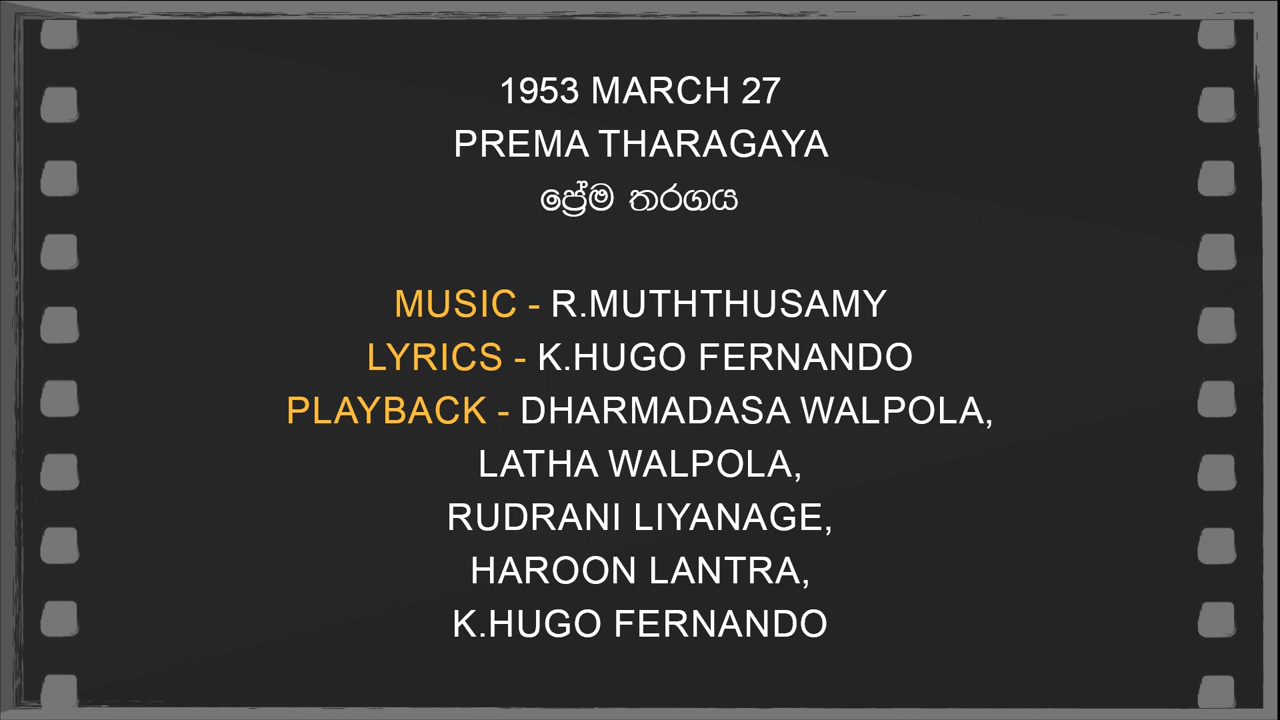 1953 MARCH 27
PREMA THARAGAYA
ප්‍රේම තරගය
MUSIC - R.MUTHTHUSAMY
LYRICS - K.HUGO FERNANDO
PLAYBACK - DHARMADASA WALPOLA,
LATHA WALPOLA,
RUDRANI LIYANAGE,
HAROON LANTRA,
K.HUGO FERNANDO